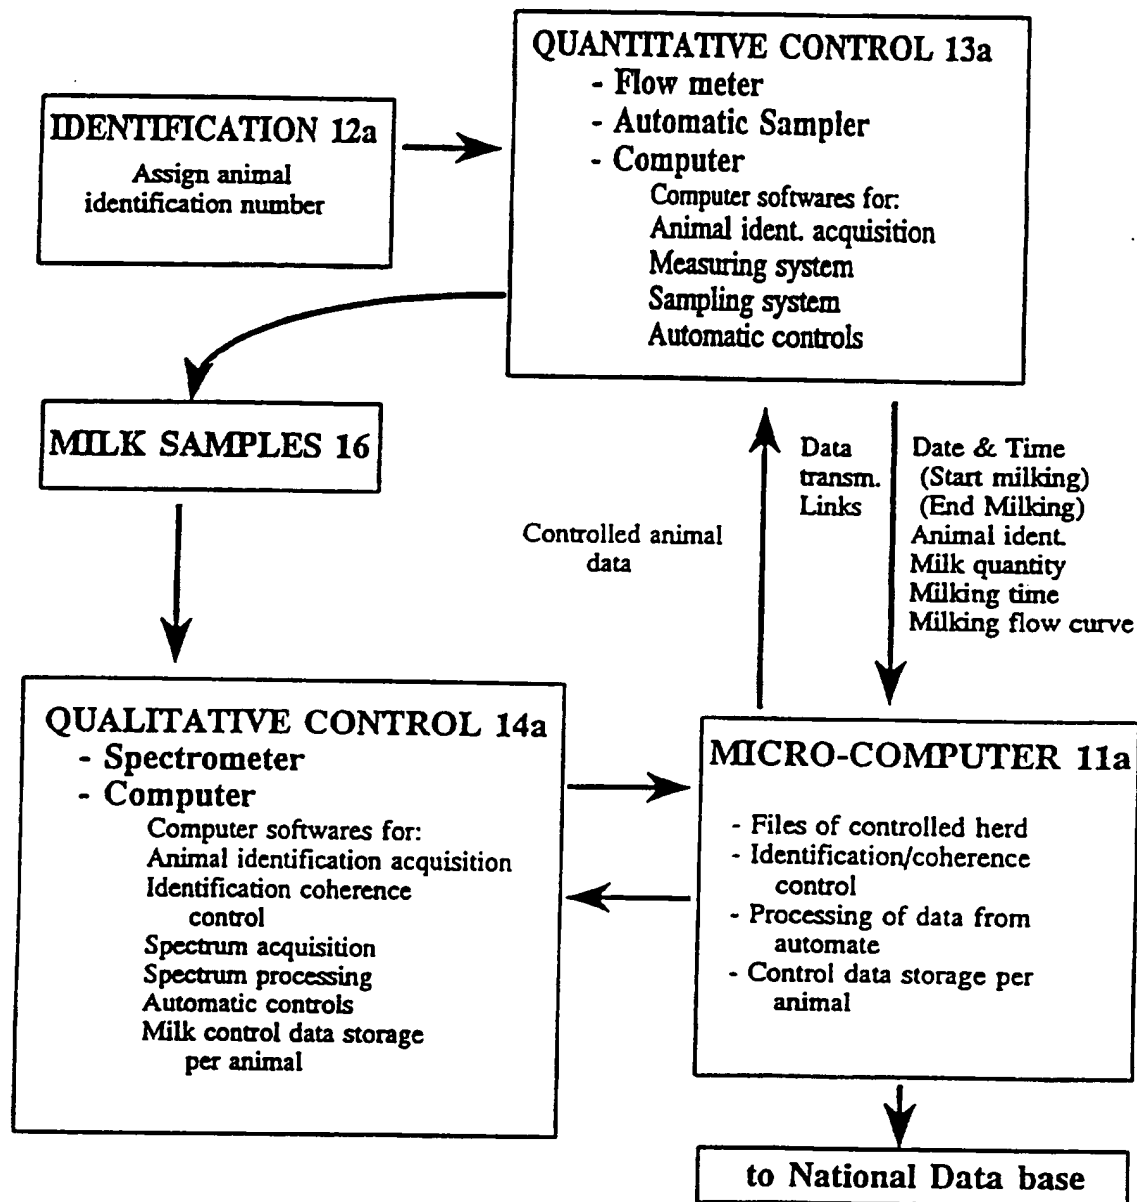 IDENTIFICATION 12a
Assign animal
identification number
QUANTITATIVE CONTROL 13a
- Flow meter
- Automatic Sampler
- Computer
Computer softwares for:
Animal ident. acquisition
Measuring system
Sampling system
Automatic controls
MILK SAMPLES 16
Controlled animal
data
Data
transm.
Links
Date & Time
(Start milking)
(End Milking)
Animal ident.
Milk quantity
Milking time
Milking flow curve
QUALITATIVE CONTROL 14a
- Spectrometer
- Computer
Computer softwares for:
Animal identification acquisition
Identification coherence
control
Spectrum acquisition
Spectrum processing
Automatic controls
Milk control data storage
per animal
MICRO-COMPUTER 11a
- Files of controlled herd
- Identification/coherence
control
- Processing of data from
automate
- Control data storage per
animal
to National Data base